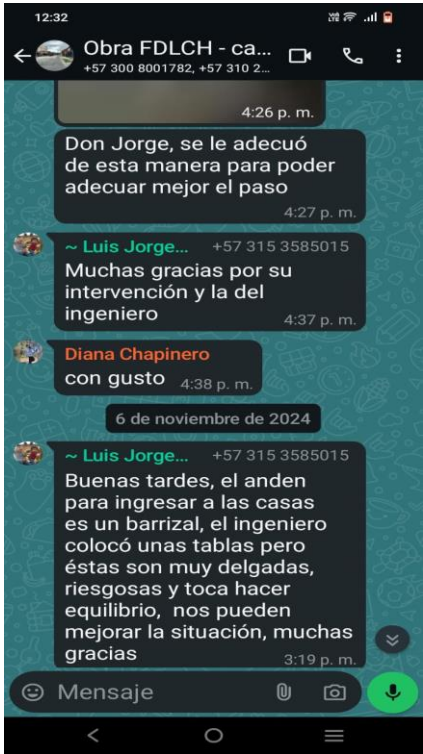 12:32
Obra FDLCH - ca...
+57 300 8001782, +57 310 2...
4:26 p. m.
Don Jorge, se le adecuó
de esta manera para poder
adecuar mejor el paso
4:27 p. m.
~ Luis Jorge... +57 315 3585015
Muchas gracias por su
intervención y la del
ingeniero
4:37 p. m.
Diana Chapinero
con gusto 4:38 p. m.
6 de noviembre de 2024
~ Luis Jorge... +57 315 3585015
Buenas tardes, el anden
para ingresar a las casas
es un barrizal, el ingeniero
colocó unas tablas pero
éstas son muy delgadas,
riesgosas y toca hacer
equilibrio, nos pueden
mejorar la situación, muchas
gracias
3:19 p. m.
Mensaje